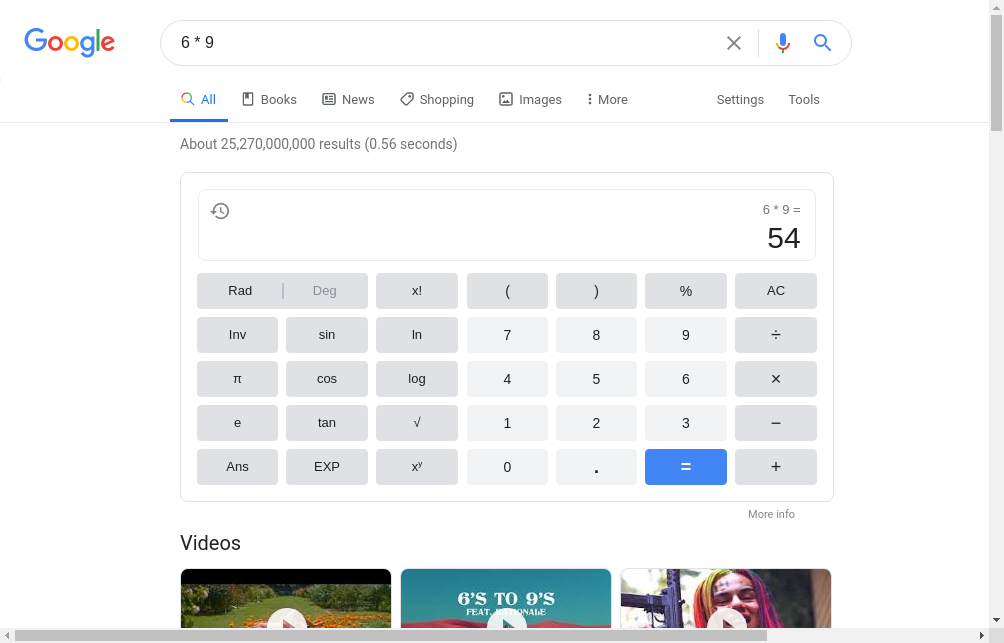 Google
6 * 9
All Books News Shopping Images More Settings Tools
About 25,270,000,000 results (0.56 seconds)
6 * 9 =
54
Rad Deg x! ( ) % AC
Inv sin ln 7 8 9 ÷
π cos log 4 5 6 ×
e tan √ 1 2 3 −
Ans EXP xʸ 0 . = +
More info
Videos
6'S TO 9'S
FEAT. RATIONALE